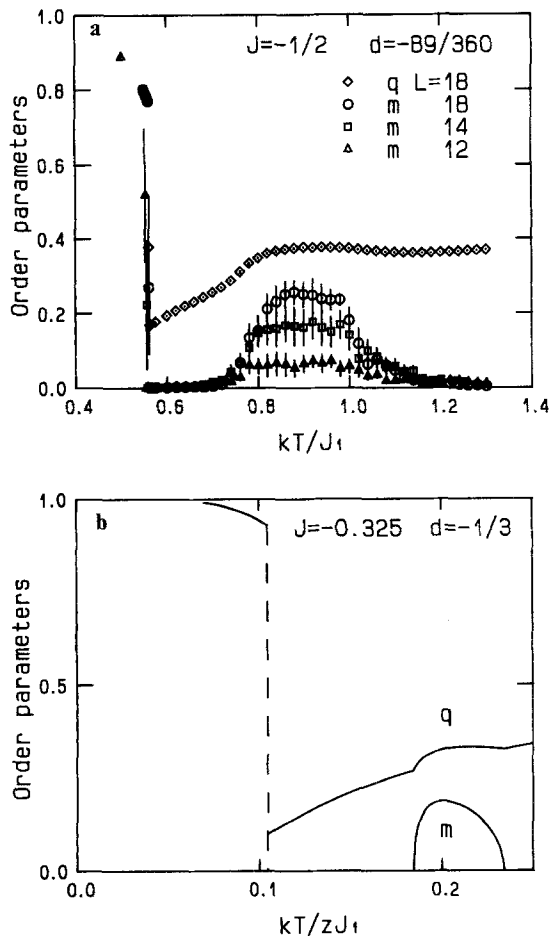 a
J=-1/2 d=-89/360
q L=18
m 18
m 14
m 12
Order parameters
1.0
0.8
0.6
0.4
0.2
0.0
0.4 0.6 0.8 1.0 1.2 1.4
kT/J₁
b
J=-0.325 d=-1/3
Order parameters
1.0
0.5
0.0
q
m
0.0 0.1 0.2
kT/zJ₁